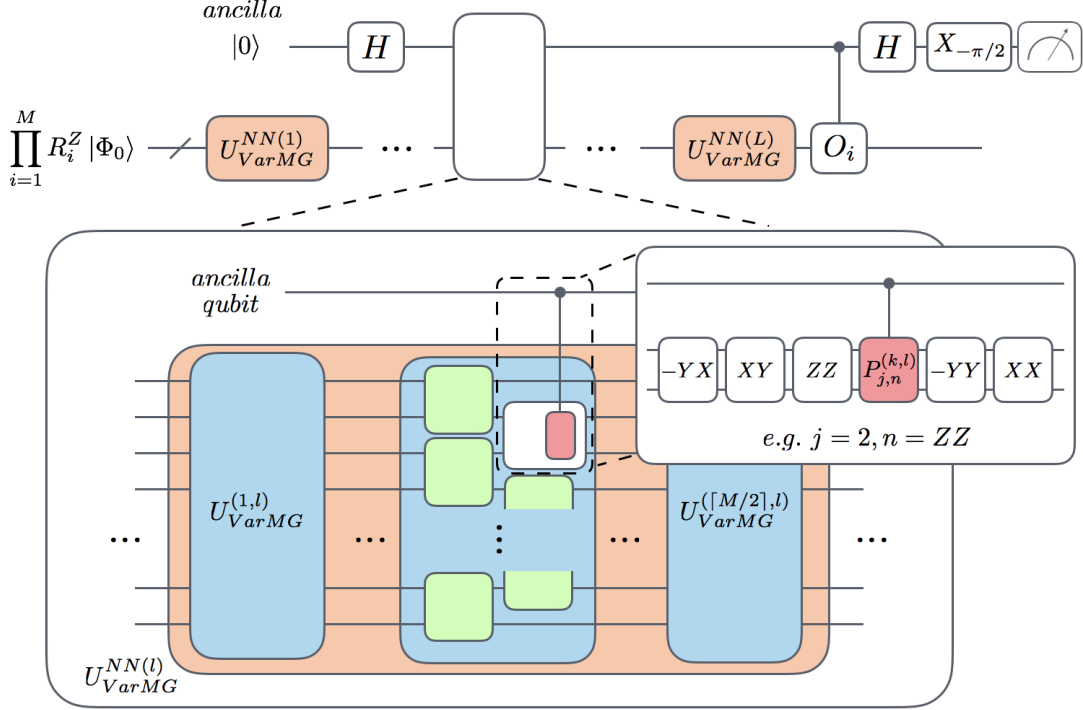 ancilla
|0⟩ H H X_{−π/2}
∏_{i=1}^{M} R_i^Z |Φ_0⟩ U_{VarMG}^{NN(1)} ... ... U_{VarMG}^{NN(L)} O_i
ancilla
qubit
−YX XY ZZ P_{j,n}^{(k,l)} −YY XX
e.g. j = 2, n = ZZ
U_{VarMG}^{(1,l)} U_{VarMG}^{(⌈M/2⌉,l)}
... ... ⋮ ... ...
U_{VarMG}^{NN(l)}